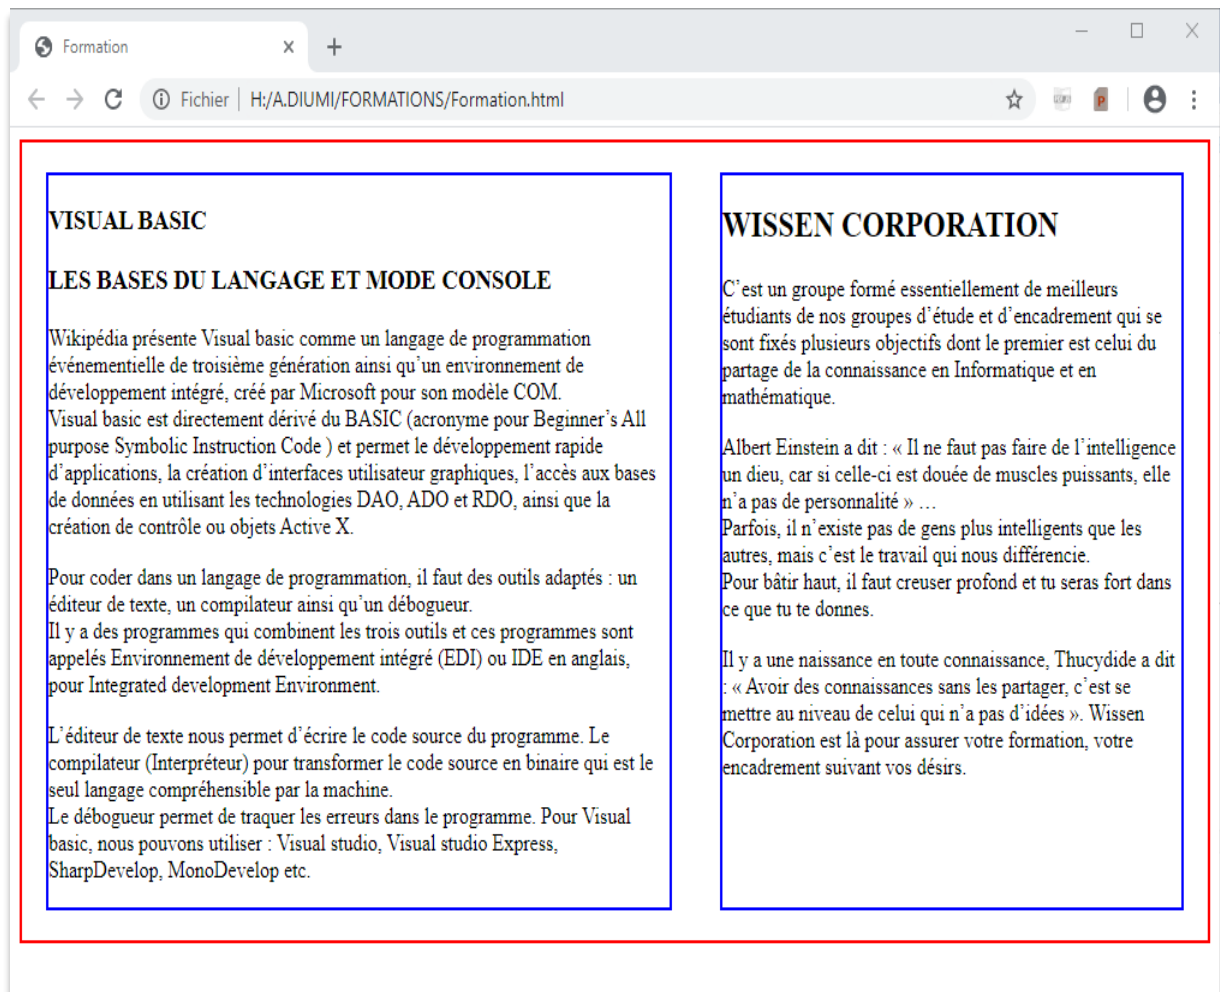 Formation
Fichier H:/A.DIUMI/FORMATIONS/Formation.html
P
VISUAL BASIC
LES BASES DU LANGAGE ET MODE CONSOLE
Wikipédia présente Visual basic comme un langage de programmation
événementielle de troisième génération ainsi qu’un environnement de
développement intégré, créé par Microsoft pour son modèle COM.
Visual basic est directement dérivé du BASIC (acronyme pour Beginner’s All
purpose Symbolic Instruction Code ) et permet le développement rapide
d’applications, la création d’interfaces utilisateur graphiques, l’accès aux bases
de données en utilisant les technologies DAO, ADO et RDO, ainsi que la
création de contrôle ou objets Active X.
Pour coder dans un langage de programmation, il faut des outils adaptés : un
éditeur de texte, un compilateur ainsi qu’un débogueur.
Il y a des programmes qui combinent les trois outils et ces programmes sont
appelés Environnement de développement intégré (EDI) ou IDE en anglais,
pour Integrated development Environment.
L’éditeur de texte nous permet d’écrire le code source du programme. Le
compilateur (Interpréteur) pour transformer le code source en binaire qui est le
seul langage compréhensible par la machine.
Le débogueur permet de traquer les erreurs dans le programme. Pour Visual
basic, nous pouvons utiliser : Visual studio, Visual studio Express,
SharpDevelop, MonoDevelop etc.
WISSEN CORPORATION
C’est un groupe formé essentiellement de meilleurs
étudiants de nos groupes d’étude et d’encadrement qui se
sont fixés plusieurs objectifs dont le premier est celui du
partage de la connaissance en Informatique et en
mathématique.
Albert Einstein a dit : « Il ne faut pas faire de l’intelligence
un dieu, car si celle-ci est douée de muscles puissants, elle
n’a pas de personnalité » …
Parfois, il n’existe pas de gens plus intelligents que les
autres, mais c’est le travail qui nous différencie.
Pour bâtir haut, il faut creuser profond et tu seras fort dans
ce que tu te donnes.
Il y a une naissance en toute connaissance, Thucydide a dit
: « Avoir des connaissances sans les partager, c’est se
mettre au niveau de celui qui n’a pas d’idées ». Wissen
Corporation est là pour assurer votre formation, votre
encadrement suivant vos désirs.